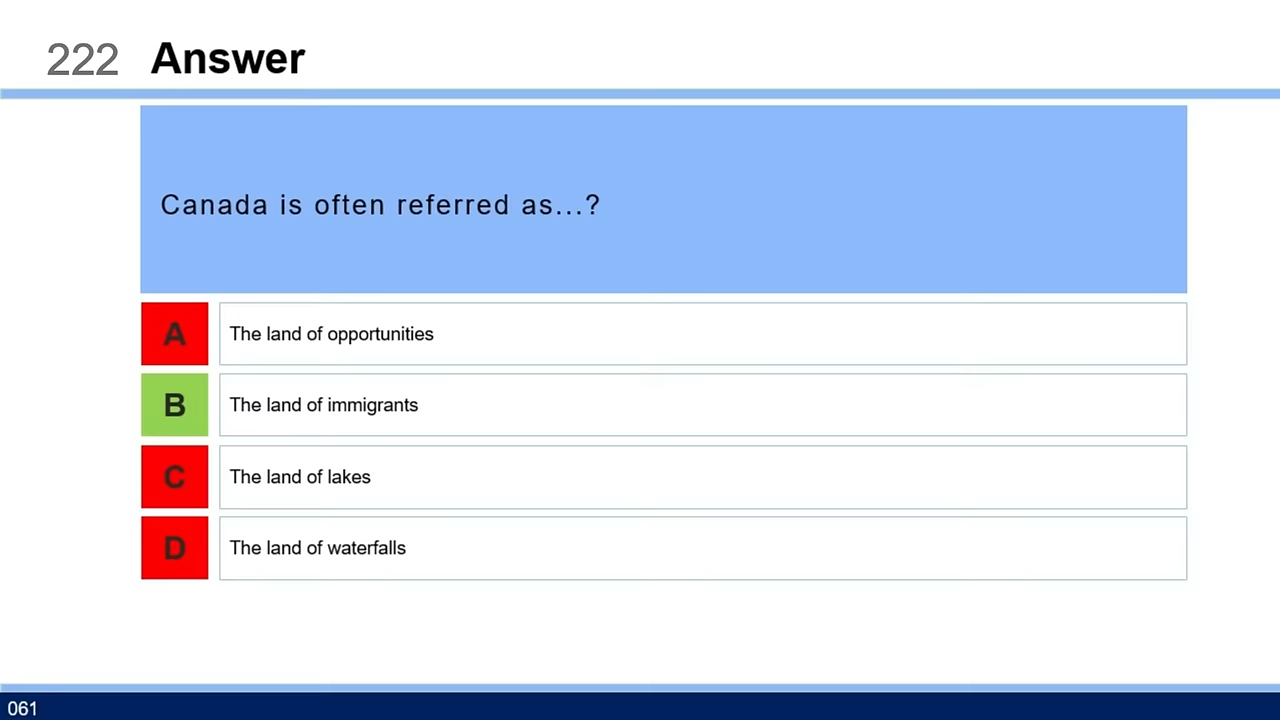 222 Answer
Canada is often referred as...?
A The land of opportunities
B The land of immigrants
C The land of lakes
D The land of waterfalls
061